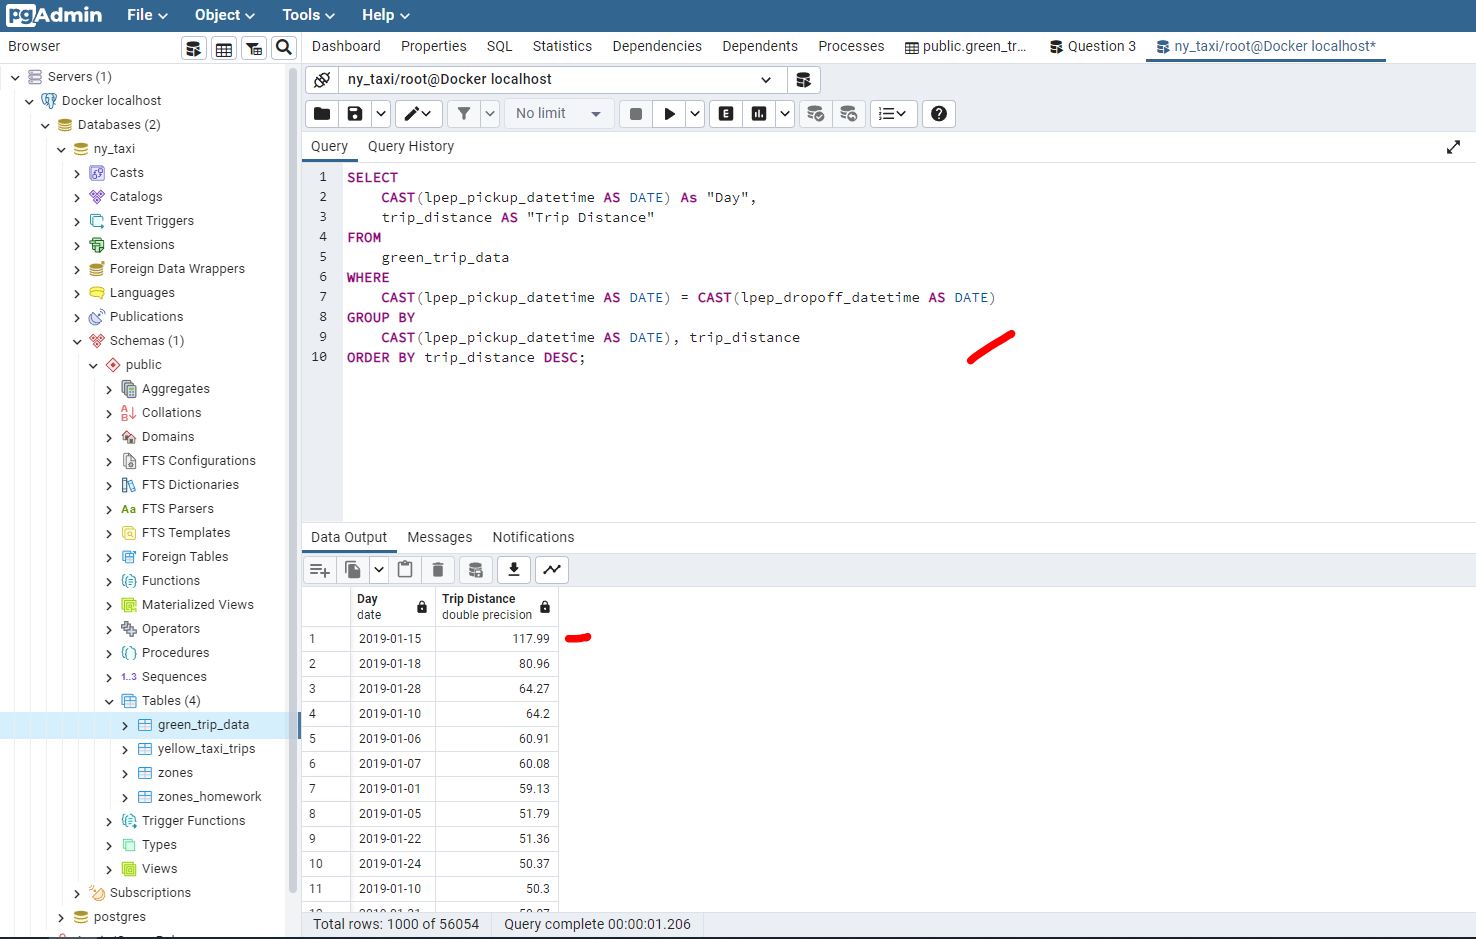 pgAdmin File Object Tools Help
Browser
Dashboard Properties SQL Statistics Dependencies Dependents Processes public.green_tr... Question 3 ny_taxi/root@Docker localhost*
Servers (1)
Docker localhost
Databases (2)
ny_taxi
Casts
Catalogs
Event Triggers
Extensions
Foreign Data Wrappers
Languages
Publications
Schemas (1)
public
Aggregates
Collations
Domains
FTS Configurations
FTS Dictionaries
Aa FTS Parsers
FTS Templates
Foreign Tables
Functions
Materialized Views
Operators
Procedures
1..3 Sequences
Tables (4)
green_trip_data
yellow_taxi_trips
zones
zones_homework
Trigger Functions
Types
Views
Subscriptions
postgres
ny_taxi/root@Docker localhost
No limit E
Query Query History
1 SELECT
2 CAST(lpep_pickup_datetime AS DATE) As "Day",
3 trip_distance AS "Trip Distance"
4 FROM
5 green_trip_data
6 WHERE
7 CAST(lpep_pickup_datetime AS DATE) = CAST(lpep_dropoff_datetime AS DATE)
8 GROUP BY
9 CAST(lpep_pickup_datetime AS DATE), trip_distance
10 ORDER BY trip_distance DESC;
Data Output Messages Notifications
Day Trip Distance
date double precision
1 2019-01-15 117.99
2 2019-01-18 80.96
3 2019-01-28 64.27
4 2019-01-10 64.2
5 2019-01-06 60.91
6 2019-01-07 60.08
7 2019-01-01 59.13
8 2019-01-05 51.79
9 2019-01-22 51.36
10 2019-01-24 50.37
11 2019-01-10 50.3
Total rows: 1000 of 56054 Query complete 00:00:01.206